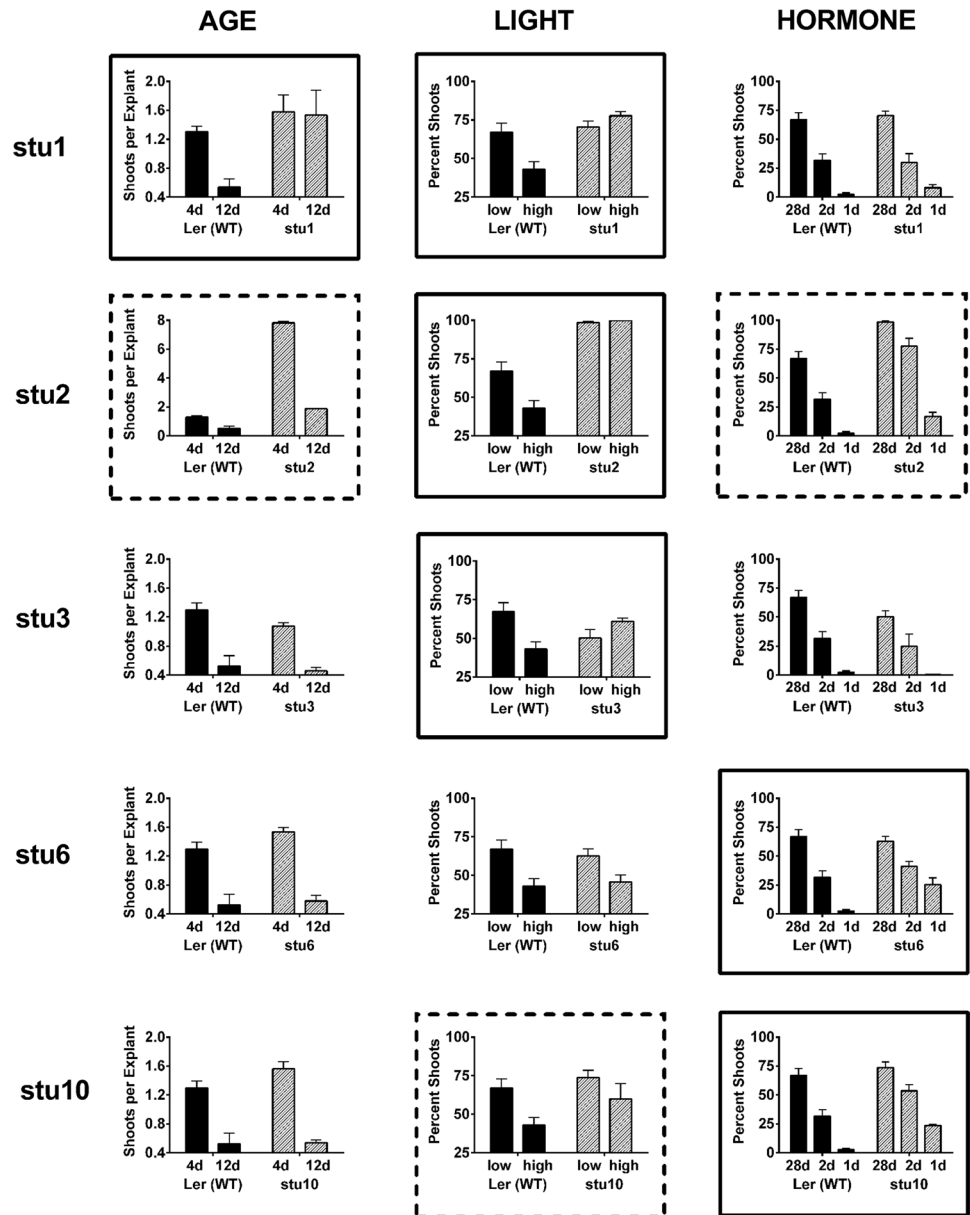 AGE LIGHT HORMONE
stu1
Shoots per Explant
2.0
1.6
1.2
0.8
0.4
4d 12d 4d 12d
Ler (WT) stu1
Percent Shoots
100
75
50
25
low high low high
Ler (WT) stu1
Percent Shoots
100
75
50
25
0
28d 2d 1d 28d 2d 1d
Ler (WT) stu1
stu2
Shoots per Explant
8
6
4
2
0
4d 12d 4d 12d
Ler (WT) stu2
Percent Shoots
100
75
50
25
low high low high
Ler (WT) stu2
Percent Shoots
100
75
50
25
0
28d 2d 1d 28d 2d 1d
Ler (WT) stu2
stu3
Shoots per Explant
2.0
1.6
1.2
0.8
0.4
4d 12d 4d 12d
Ler (WT) stu3
Percent Shoots
100
75
50
25
low high low high
Ler (WT) stu3
Percent Shoots
100
75
50
25
0
28d 2d 1d 28d 2d 1d
Ler (WT) stu3
stu6
Shoots per Explant
2.0
1.6
1.2
0.8
0.4
4d 12d 4d 12d
Ler (WT) stu6
Percent Shoots
100
75
50
25
low high low high
Ler (WT) stu6
Percent Shoots
100
75
50
25
0
28d 2d 1d 28d 2d 1d
Ler (WT) stu6
stu10
Shoots per Explant
2.0
1.6
1.2
0.8
0.4
4d 12d 4d 12d
Ler (WT) stu10
Percent Shoots
100
75
50
25
low high low high
Ler (WT) stu10
Percent Shoots
100
75
50
25
0
28d 2d 1d 28d 2d 1d
Ler (WT) stu10